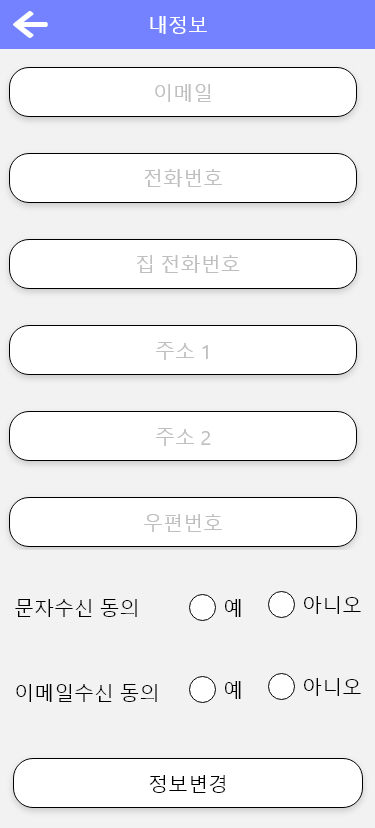 내정보
이메일
전화번호
집 전화번호
주소 1
주소 2
우편번호
문자수신 동의 예 아니오
이메일수신 동의 예 아니오
정보변경